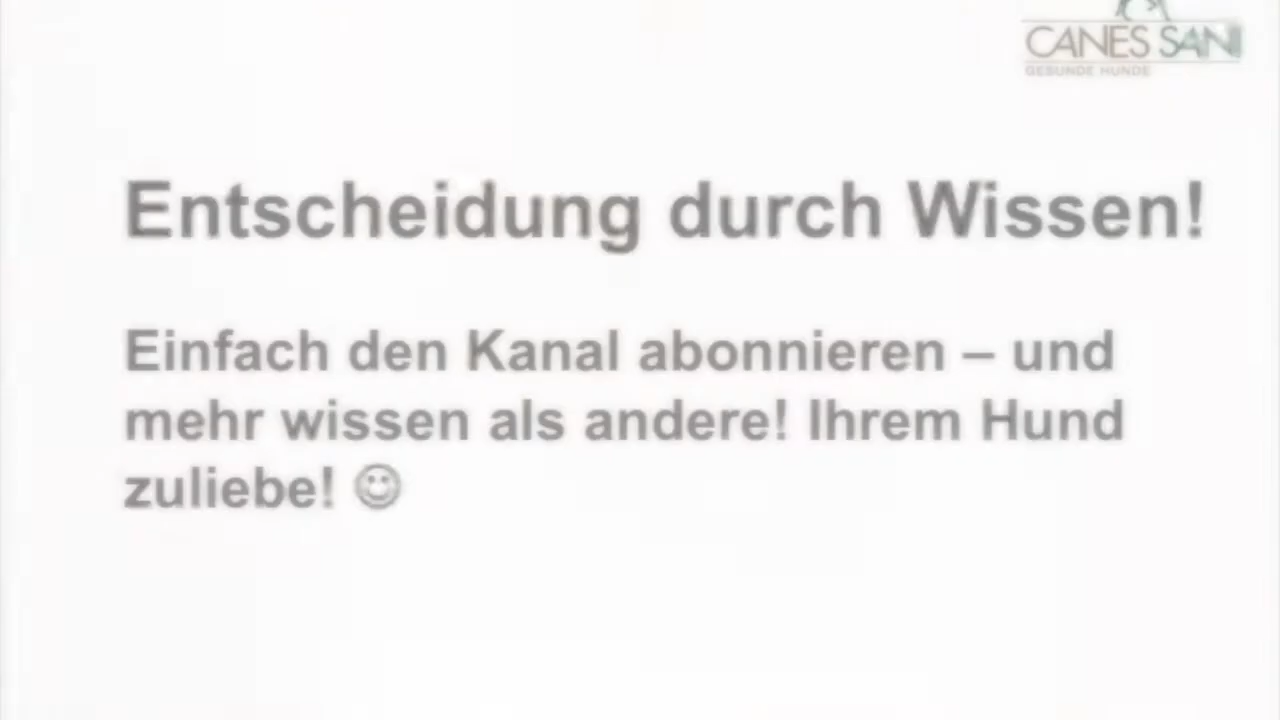 CANES SANI
GESUNDE HUNDE
Entscheidung durch Wissen!
Einfach den Kanal abonnieren – und
mehr wissen als andere! Ihrem Hund
zuliebe! ☺